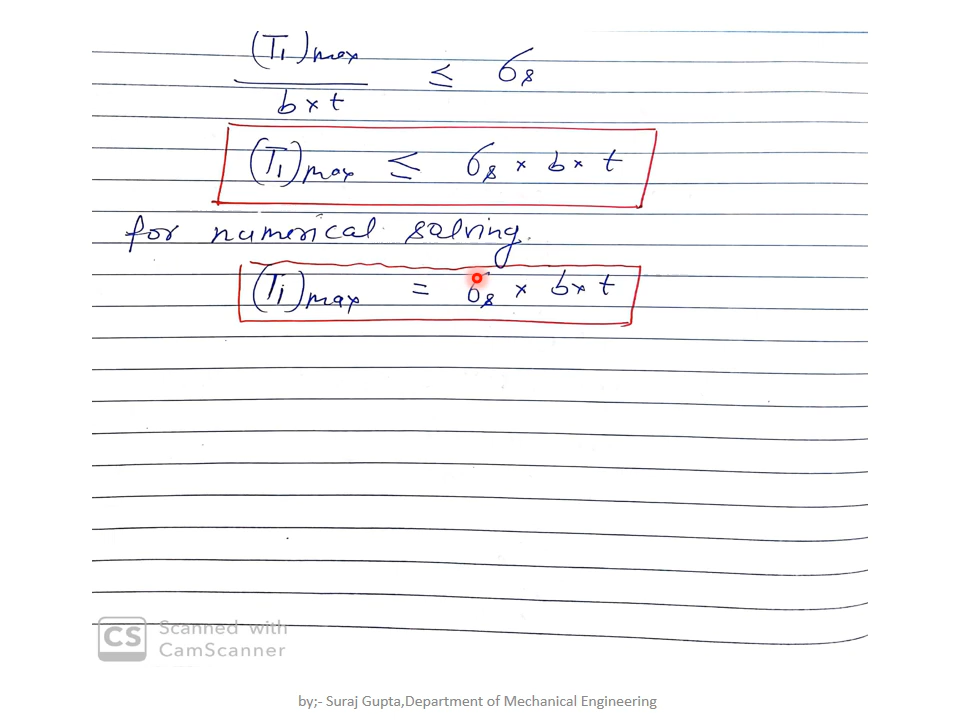 (T₁)max
b × t
≤ σs
(T₁)max ≤ σs × b × t
for numerical solving.
(T₁)max = σs × b × t
CS Scanned with
CamScanner
by;- Suraj Gupta,Department of Mechanical Engineering